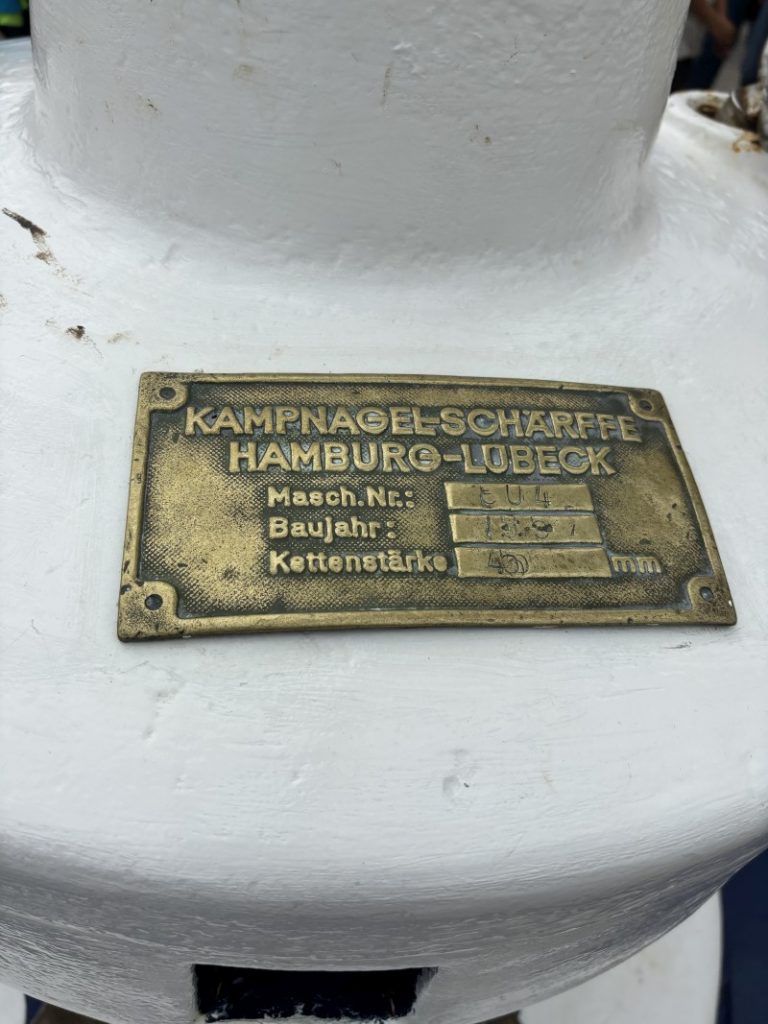 KAMPNAGEL-SCHÄRFFE
HAMBURG-LÜBECK
Masch.Nr.:
Baujahr:
Kettenstärke mm